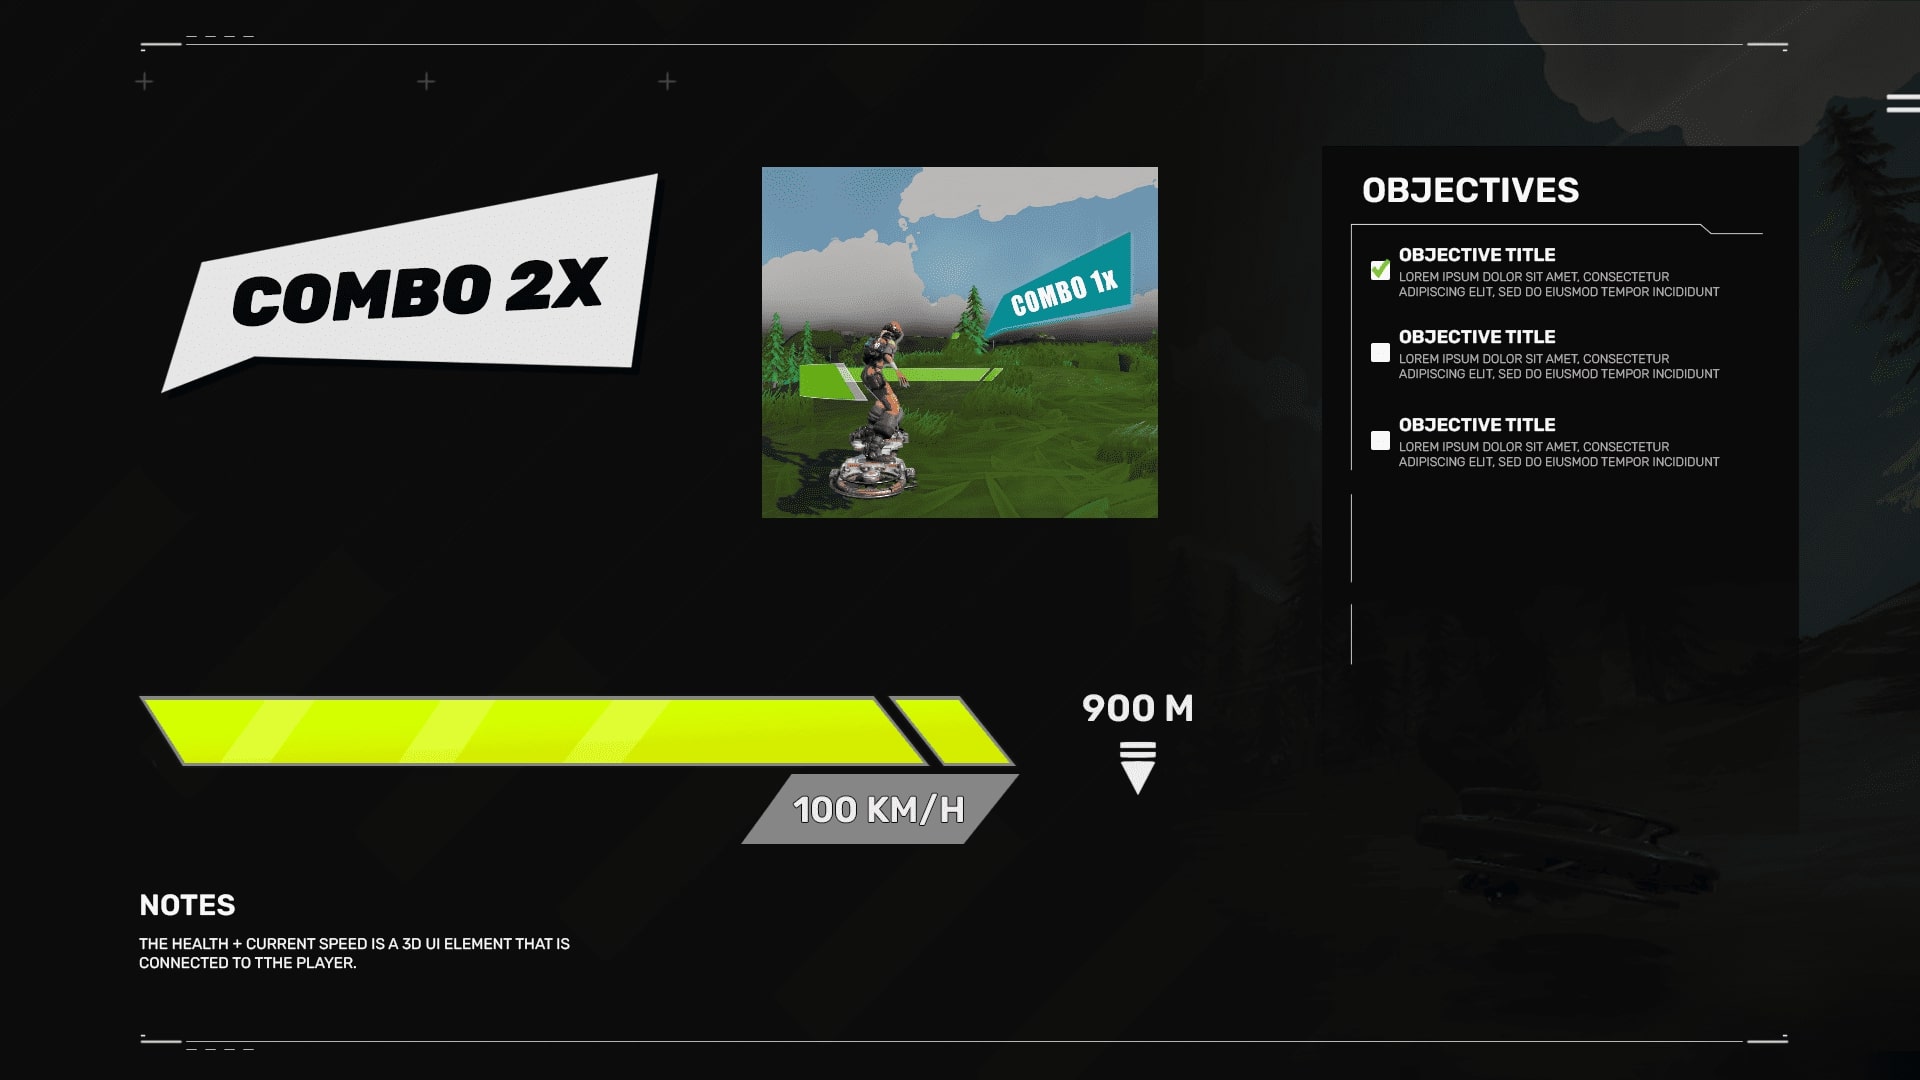 COMBO 2X
COMBO 1x
OBJECTIVES
OBJECTIVE TITLE
LOREM IPSUM DOLOR SIT AMET, CONSECTETUR
ADIPISCING ELIT, SED DO EIUSMOD TEMPOR INCIDIDUNT
OBJECTIVE TITLE
LOREM IPSUM DOLOR SIT AMET, CONSECTETUR
ADIPISCING ELIT, SED DO EIUSMOD TEMPOR INCIDIDUNT
OBJECTIVE TITLE
LOREM IPSUM DOLOR SIT AMET, CONSECTETUR
ADIPISCING ELIT, SED DO EIUSMOD TEMPOR INCIDIDUNT
900 M
100 KM/H
NOTES
THE HEALTH + CURRENT SPEED IS A 3D UI ELEMENT THAT IS
CONNECTED TO TTHE PLAYER.